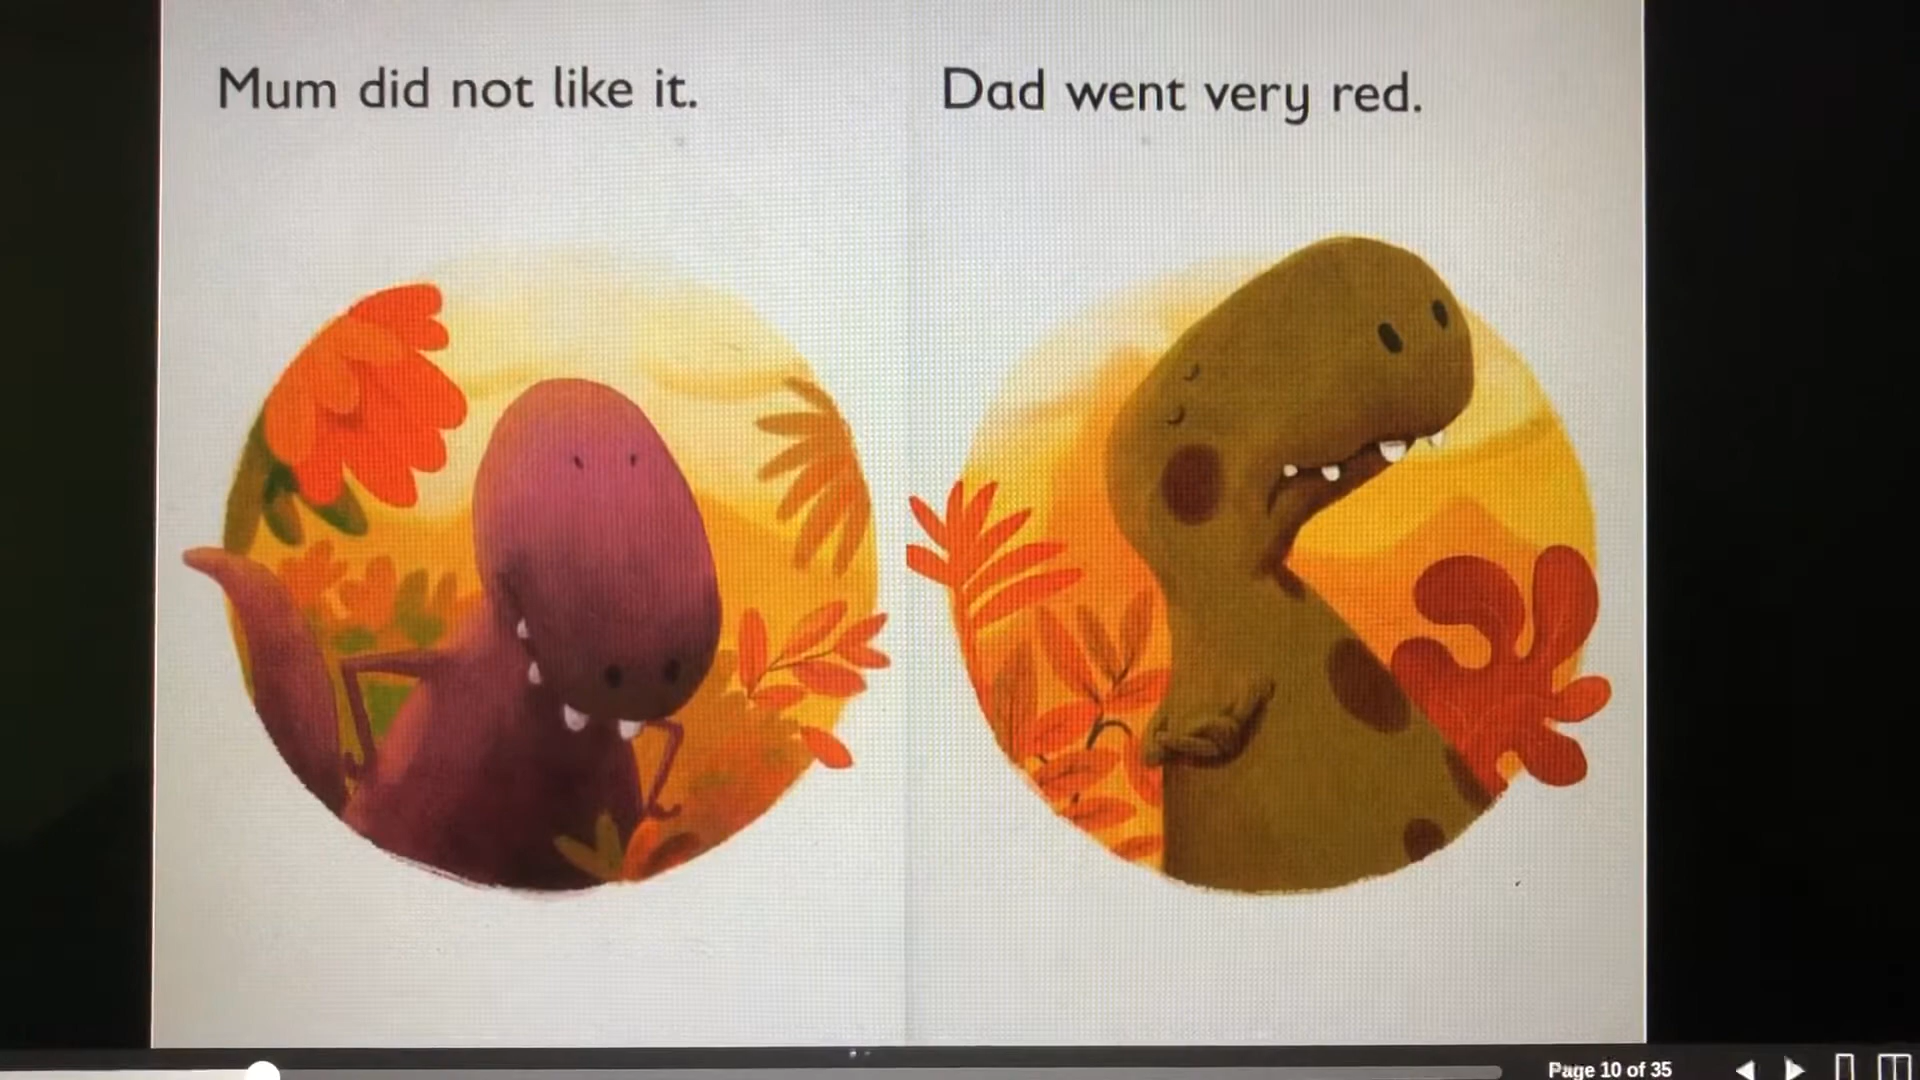 Mum did not like it.
Dad went very red.
Page 10 of 35